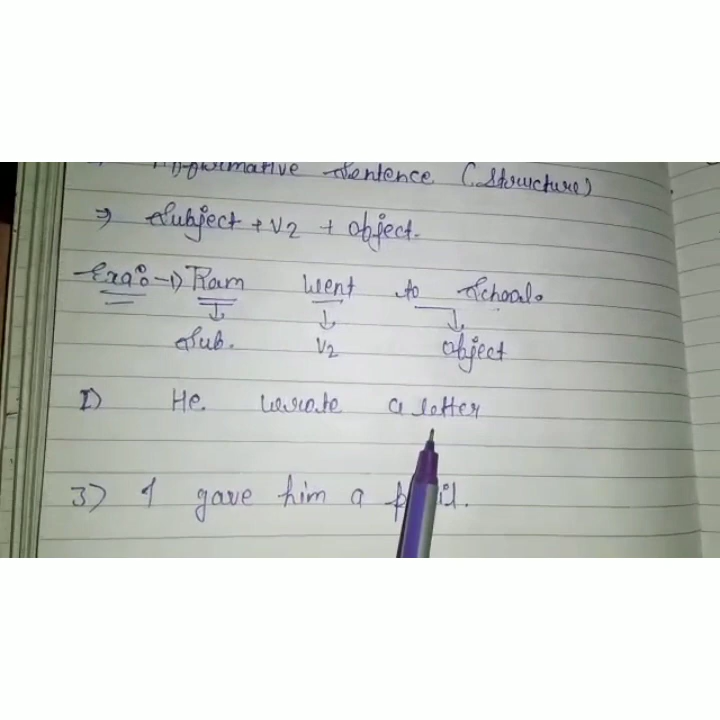 Sentence (Structure)
⇒ Subject + V2 + Object.
Exa:- 1) Ram went to School.
Sub. V2 Object
2) He wrote a letter
3) I gave him a